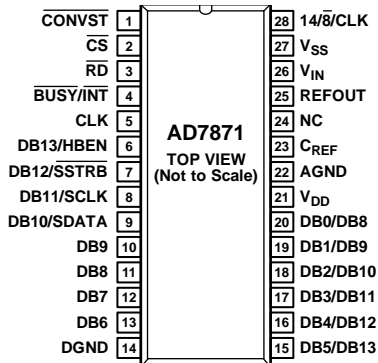 CONVST 1
CS 2
RD 3
BUSY/INT 4
CLK 5
DB13/HBEN 6
DB12/SSTRB 7
DB11/SCLK 8
DB10/SDATA 9
DB9 10
DB8 11
DB7 12
DB6 13
DGND 14
AD7871
TOP VIEW
(Not to Scale)
28 14/8/CLK
27 VSS
26 VIN
25 REFOUT
24 NC
23 CREF
22 AGND
21 VDD
20 DB0/DB8
19 DB1/DB9
18 DB2/DB10
17 DB3/DB11
16 DB4/DB12
15 DB5/DB13